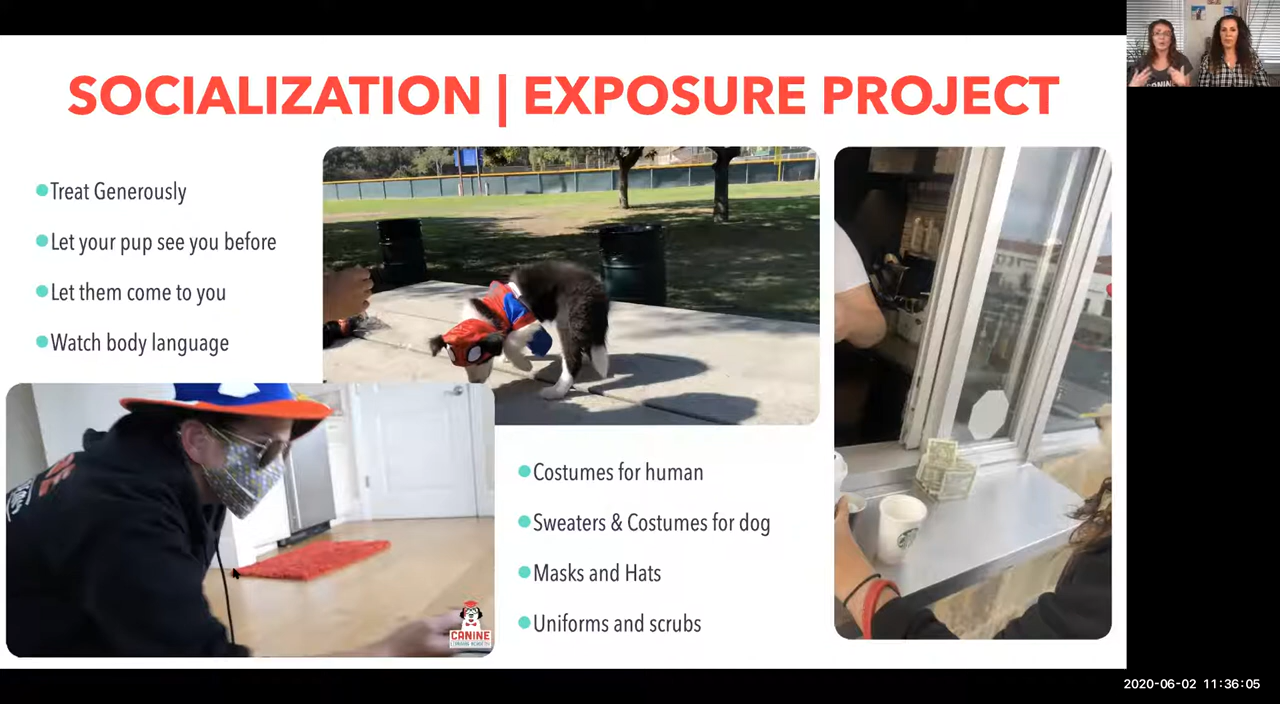 SOCIALIZATION | EXPOSURE PROJECT
Treat Generously
Let your pup see you before
Let them come to you
Watch body language
Costumes for human
Sweaters & Costumes for dog
Masks and Hats
Uniforms and scrubs
CANINE
2020-06-02 11:36:05